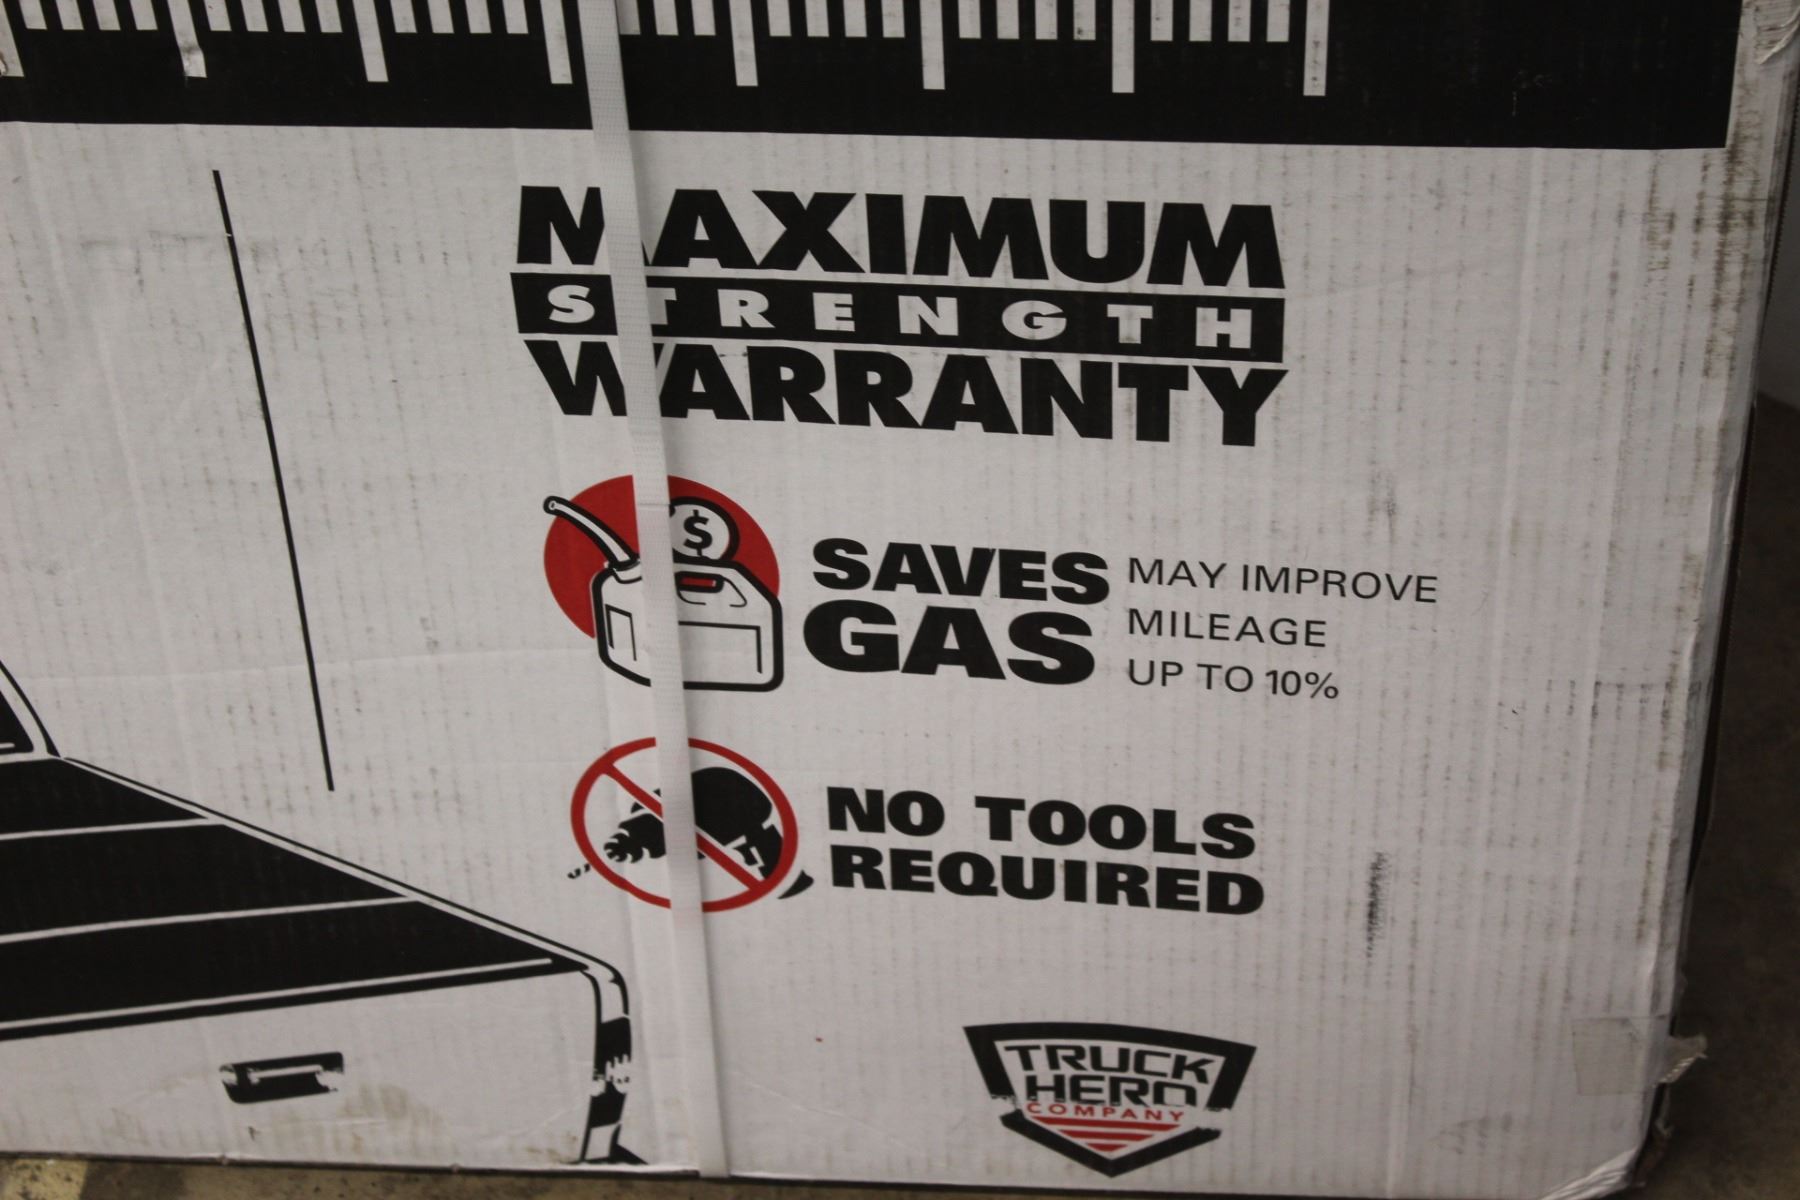 MAXIMUM
STRENGTH
WARRANTY
$
SAVES
GAS
MAY IMPROVE
MILEAGE
UP TO 10%
NO TOOLS
REQUIRED
TRUCK
HERO
COMPANY